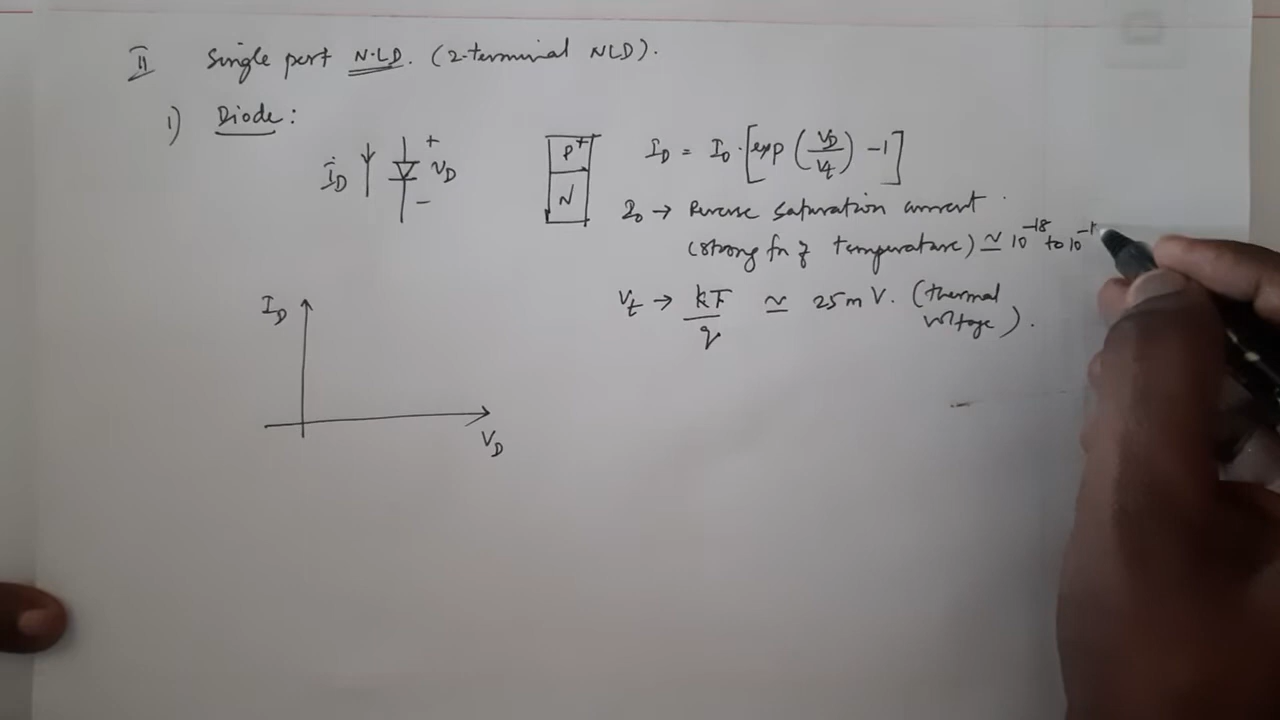 II Single port N.L.D. (2-terminal NLD).
1) Diode:
I_D + V_D -
P+
N
I_D = I_0 · [exp (V_D/V_t) -1]
I_0 → Reverse saturation current.
(strong fn of temperature) ≃ 10^-18 to 10^-1
V_t → kT/q ≃ 25mV. (thermal voltage).
I_D
V_D